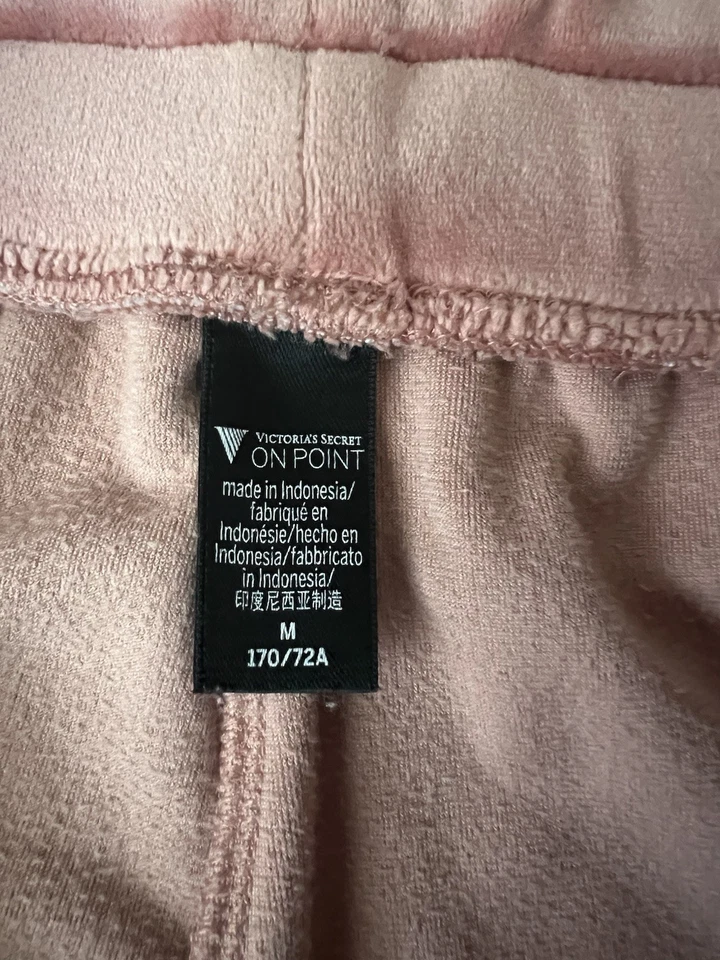 VICTORIA'S SECRET
ON POINT
made in Indonesia/
fabriqué en
Indonésie/hecho en
Indonesia/fabbricato
in Indonesia/
印度尼西亚制造
M
170/72A